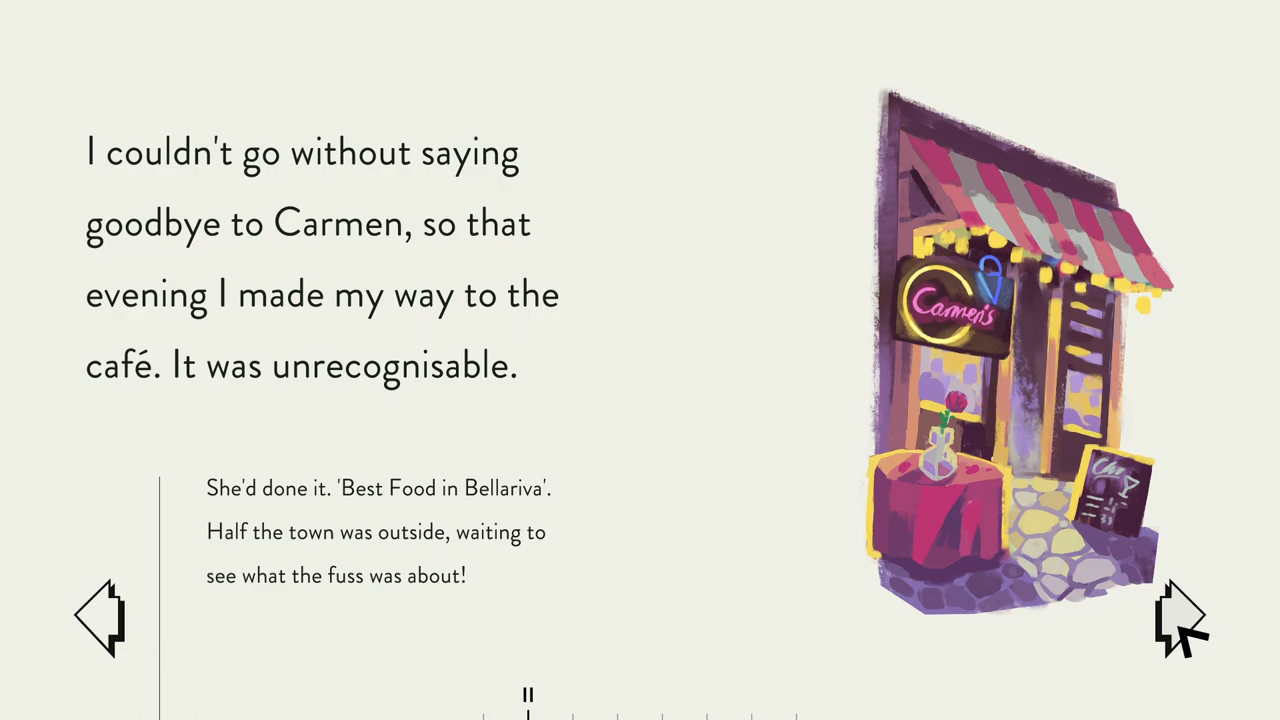 I couldn't go without saying
goodbye to Carmen, so that
evening I made my way to the
café. It was unrecognisable.
Carmen's
She'd done it. 'Best Food in Bellariva'.
Half the town was outside, waiting to
see what the fuss was about!
II